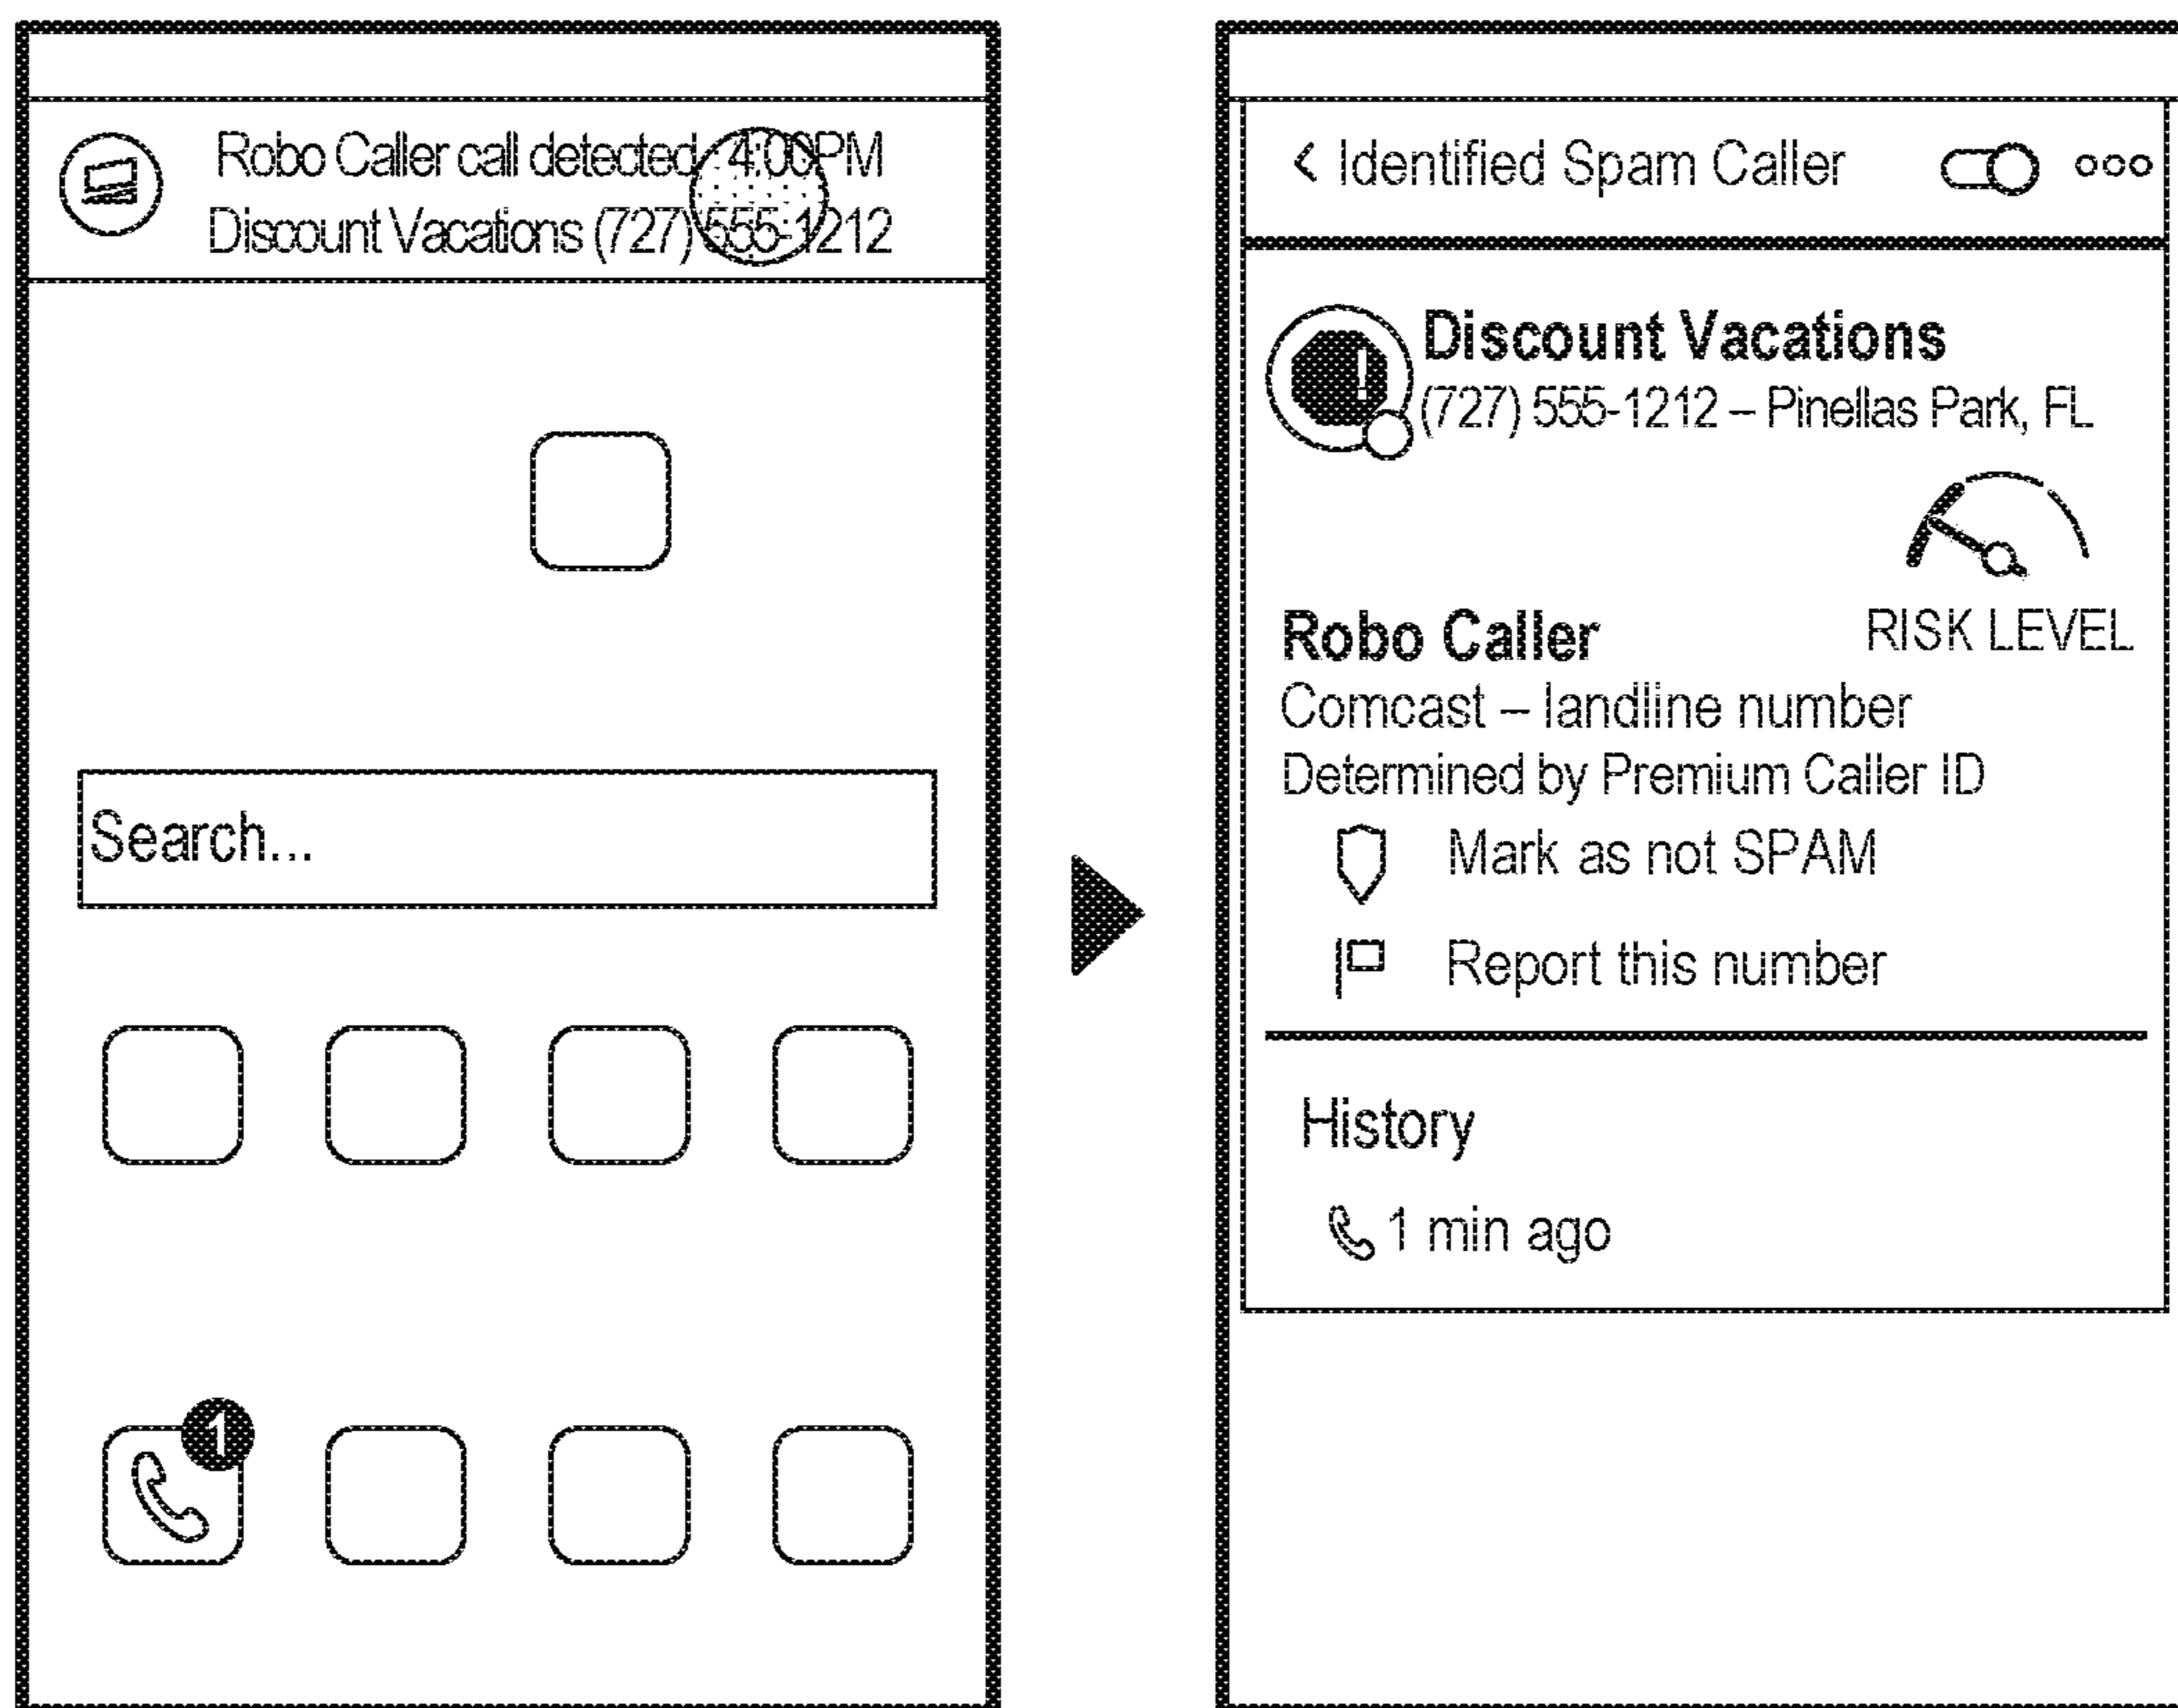 Robo Caller call detected - 4:00PM
Discount Vacations (727) 555-1212
Search...
1
< Identified Spam Caller
!
Discount Vacations
(727) 555-1212 – Pinellas Park, FL
RISK LEVEL
Robo Caller
Comcast – landline number
Determined by Premium Caller ID
Mark as not SPAM
Report this number
History
1 min ago